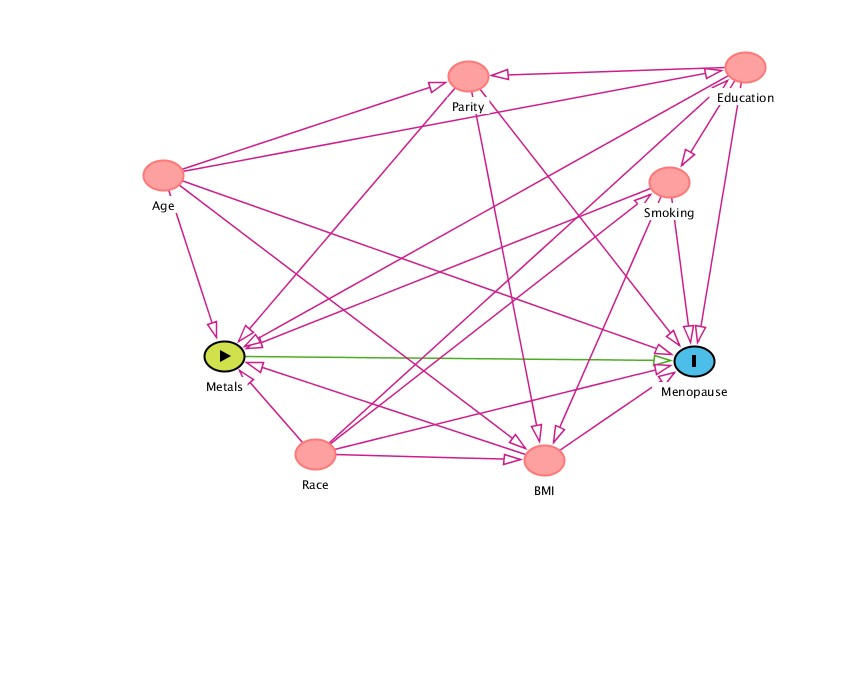 Parity
Education
Age
Smoking
Metals
Menopause
Race
BMI